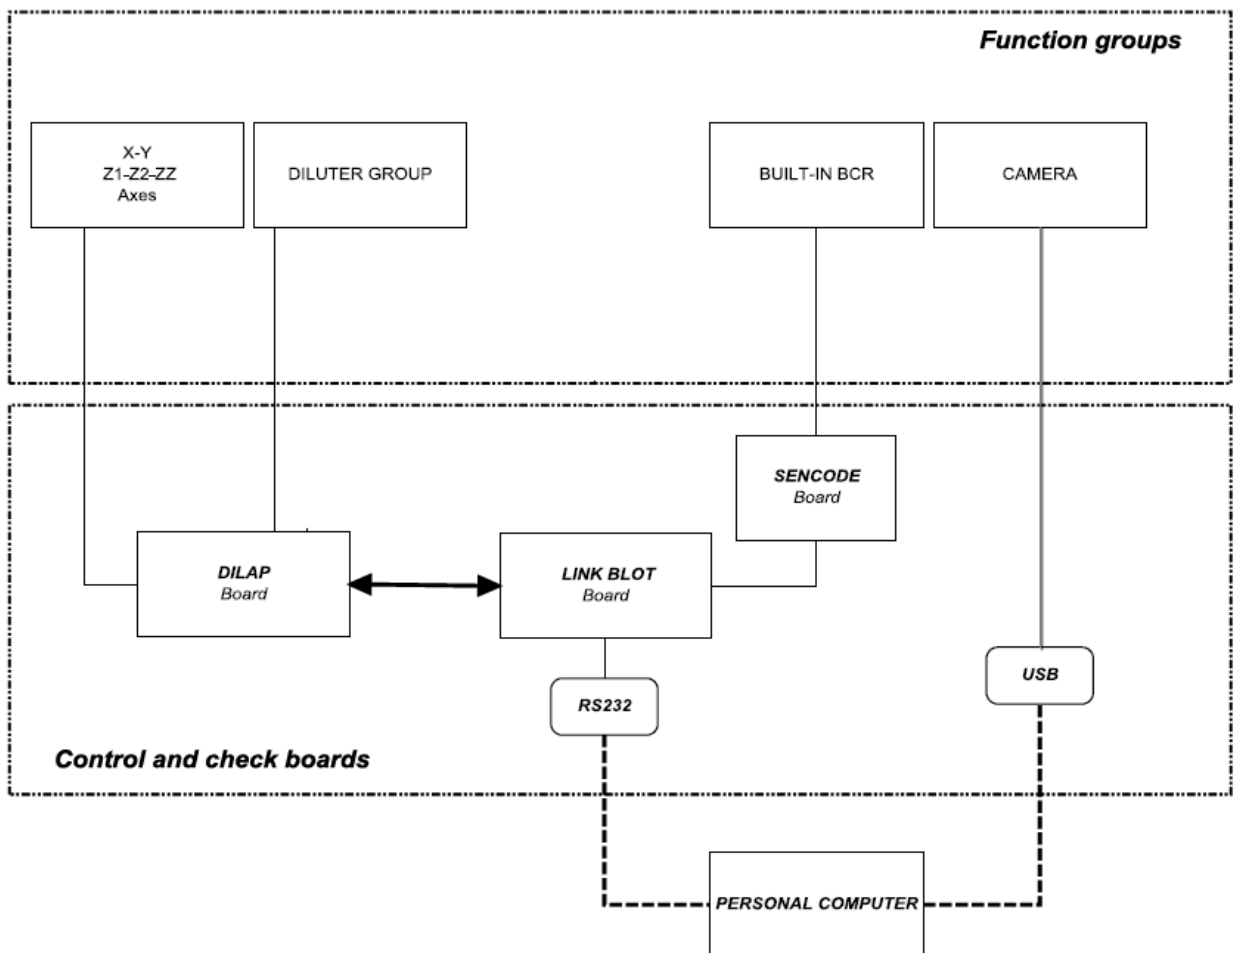 Function groups
X-Y
Z1-Z2-ZZ
Axes
DILUTER GROUP
BUILT-IN BCR
CAMERA
SENCODE
Board
DILAP
Board
LINK BLOT
Board
USB
RS232
Control and check boards
PERSONAL COMPUTER